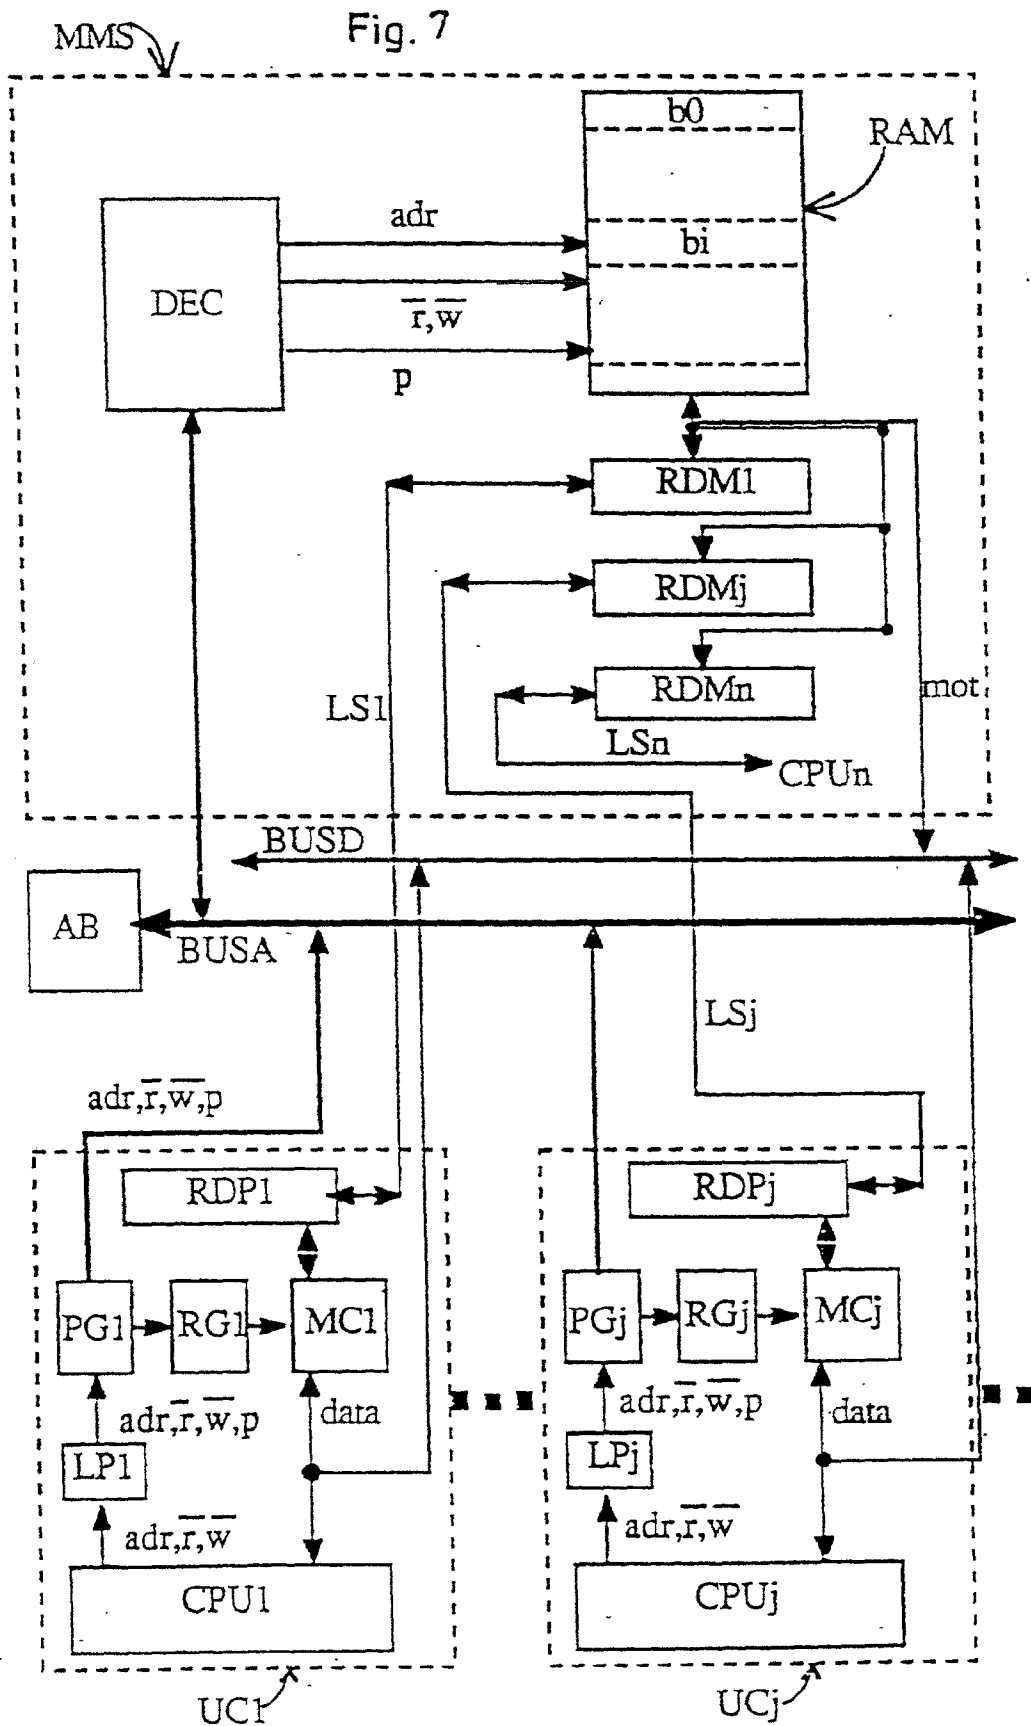 Fig. 7
MMS
b0
RAM
adr
bi
DEC
r̅,w̅
p
RDM1
RDMj
RDMn
mot
LS1
LSn
CPUn
BUSD
AB
BUSA
LSj
adr,r̅,w̅,p
RDP1
RDPj
PG1
RG1
MC1
PGj
RGj
MCj
adr,r̅,w̅,p
data
adr,r̅,w̅,p
data
LP1
LPj
adr,r̅,w̅
adr,r̅,w̅
CPU1
CPUj
UC1
UCj